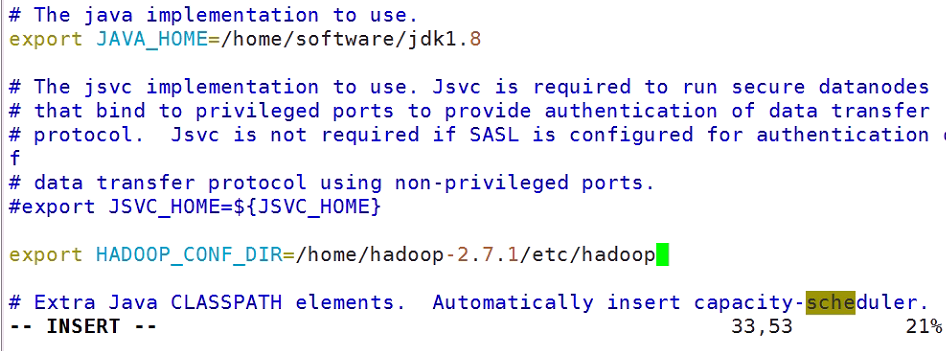 # The java implementation to use.
export JAVA_HOME=/home/software/jdk1.8
# The jsvc implementation to use. Jsvc is required to run secure datanodes
# that bind to privileged ports to provide authentication of data transfer
# protocol.  Jsvc is not required if SASL is configured for authentication o
f
# data transfer protocol using non-privileged ports.
#export JSVC_HOME=${JSVC_HOME}
export HADOOP_CONF_DIR=/home/hadoop-2.7.1/etc/hadoop
# Extra Java CLASSPATH elements.  Automatically insert capacity-scheduler.
-- INSERT -- 33,53 21%